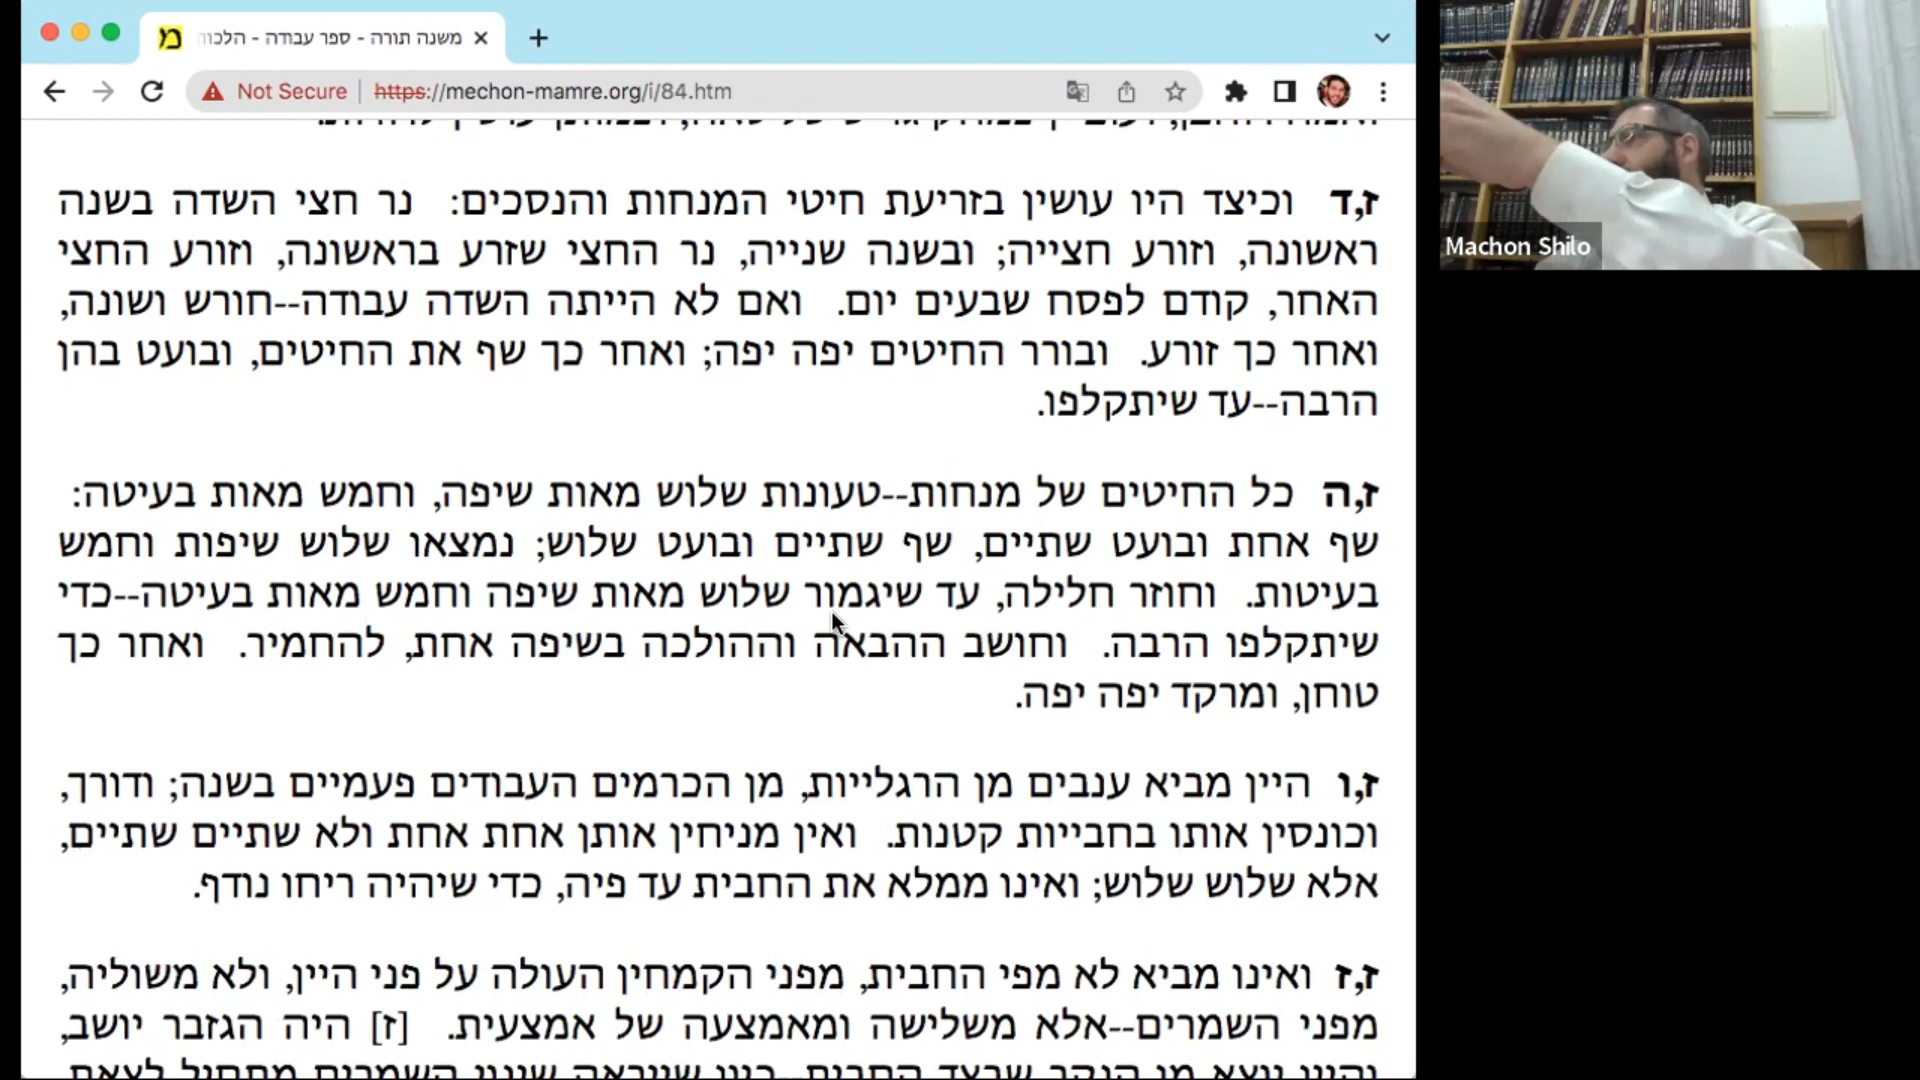 משנה תורה - ספר עבודה - הלכות
Not Secure
https://mechon-mamre.org/i/84.htm
ז,ד וכיצד היו עושין בזריעת חיטי המנחות והנסכים: נר חצי השדה בשנה
ראשונה, וזורע חצייה; ובשנה שנייה, נר החצי שזרע בראשונה, וזורע החצי
האחר, קודם לפסח שבעים יום. ואם לא הייתה השדה עבודה--חורש ושונה,
ואחר כך זורע. ובורר החיטים יפה יפה; ואחר כך שף את החיטים, ובועט בהן
הרבה--עד שיתקלפו.
ז,ה כל החיטים של מנחות--טעונות שלוש מאות שיפה, וחמש מאות בעיטה:
שף אחת ובועט שתיים, שף שתיים ובועט שלוש; נמצאו שלוש שיפות וחמש
בעיטות. וחוזר חלילה, עד שיגמור שלוש מאות שיפה וחמש מאות בעיטה--כדי
שיתקלפו הרבה. וחושב ההבאה וההולכה בשיפה אחת, להחמיר. ואחר כך
טוחן, ומרקד יפה יפה.
ז,ו היין מביא ענבים מן הרגלייות, מן הכרמים העבודים פעמיים בשנה; ודורך,
וכונסין אותו בחבייות קטנות. ואין מניחין אותן אחת אחת ולא שתיים שתיים,
אלא שלוש שלוש; ואינו ממלא את החבית עד פיה, כדי שיהיה ריחו נודף.
ז,ז ואינו מביא לא מפי החבית, מפני הקמחין העולה על פני היין, ולא משוליה,
מפני השמרים--אלא משלישה ומאמצעה של אמצעית. [ז] היה הגזבר יושב,
Machon Shilo